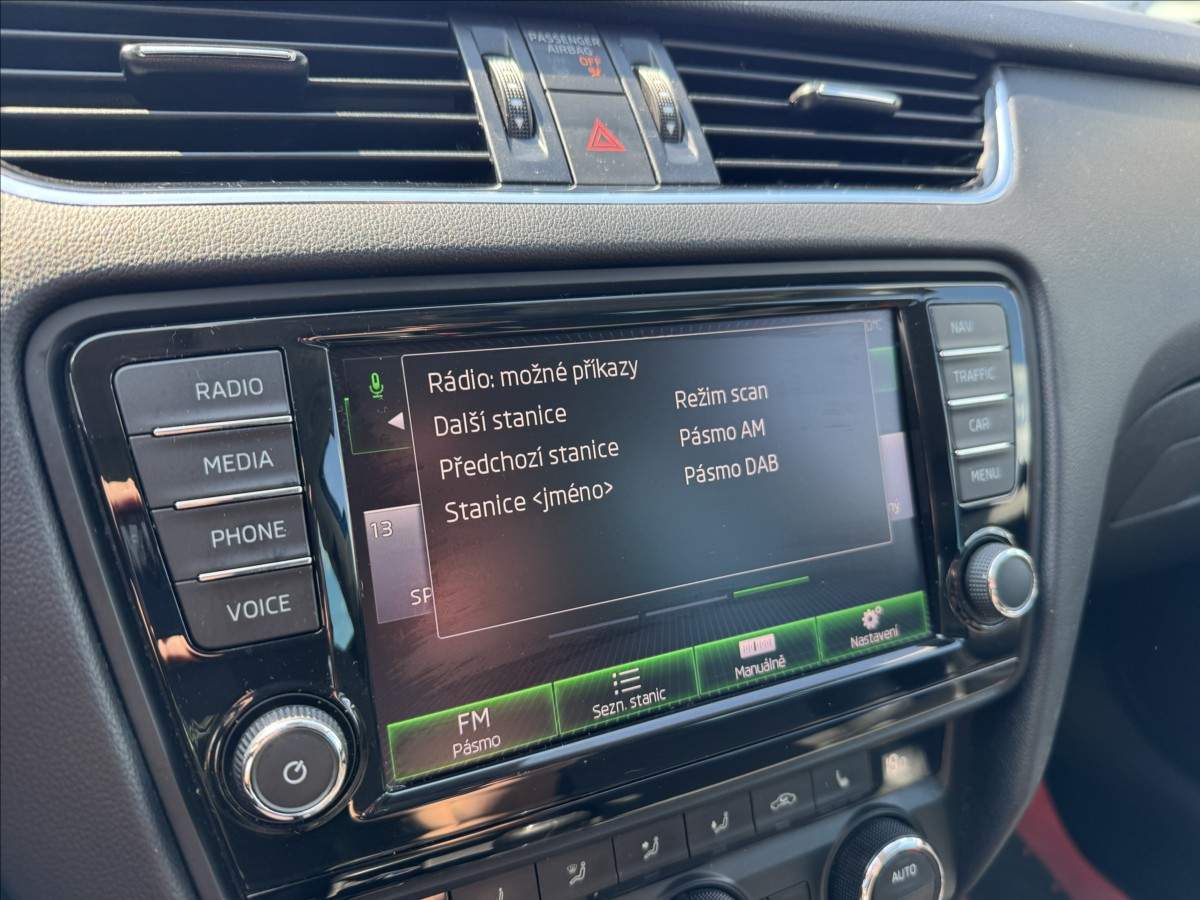 PASSENGER
AIRBAG
OFF
RADIO
MEDIA
PHONE
VOICE
Rádio: možné příkazy
Další stanice
Předchozí stanice
Stanice <jméno>
Režim scan
Pásmo AM
Pásmo DAB
13
SP
FM
Pásmo
Sezn. stanic
Manuálně
Nastavení
NAV
TRAFFIC
CAR
MENU
AUTO